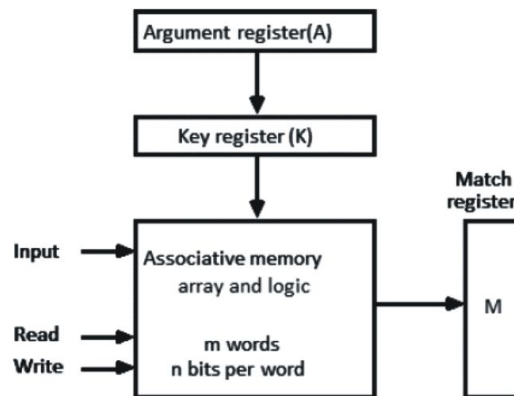 Argument register(A)
Key register (K)
Match
register
Input
Associative memory
array and logic
M
Read
m words
Write
n bits per word